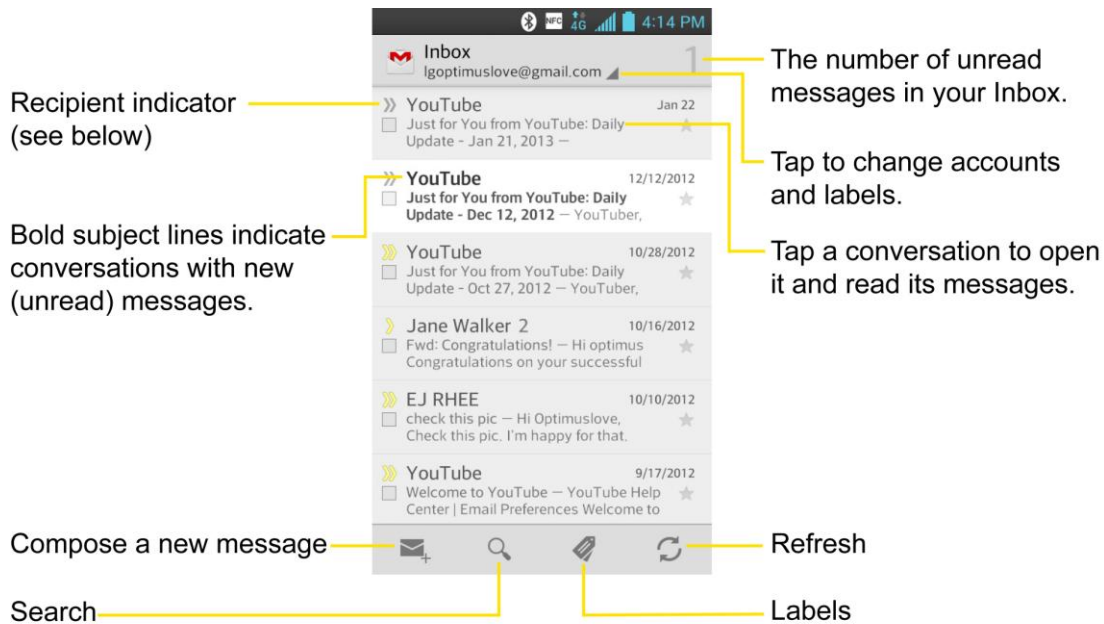 NFC 4G 4:14 PM
Inbox
lgoptimuslove@gmail.com
1
The number of unread
messages in your Inbox.
Recipient indicator
(see below)
YouTube Jan 22
Just for You from YouTube: Daily
Update - Jan 21, 2013 —
Tap to change accounts
and labels.
YouTube 12/12/2012
Just for You from YouTube: Daily
Update - Dec 12, 2012 — YouTuber,
Bold subject lines indicate
conversations with new
(unread) messages.
Tap a conversation to open
it and read its messages.
YouTube 10/28/2012
Just for You from YouTube: Daily
Update - Oct 27, 2012 — YouTuber,
Jane Walker 2 10/16/2012
Fwd: Congratulations! — Hi optimus
Congratulations on your successful
EJ RHEE 10/10/2012
check this pic — Hi Optimuslove,
Check this pic. I'm happy for that.
YouTube 9/17/2012
Welcome to YouTube — YouTube Help
Center | Email Preferences Welcome to
Compose a new message
Refresh
Search
Labels